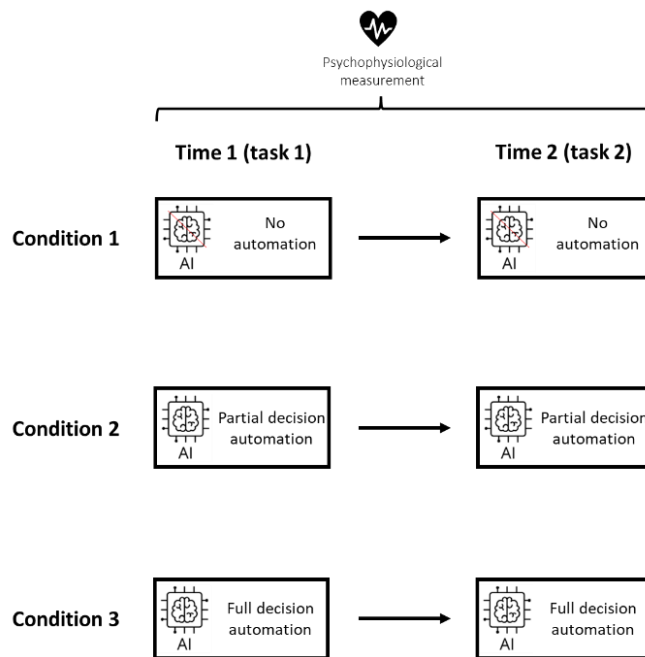 Psychophysiological
measurement
Time 1 (task 1)
Time 2 (task 2)
Condition 1
No
automation
AI
No
automation
AI
Condition 2
Partial decision
automation
AI
Partial decision
automation
AI
Condition 3
Full decision
automation
AI
Full decision
automation
AI